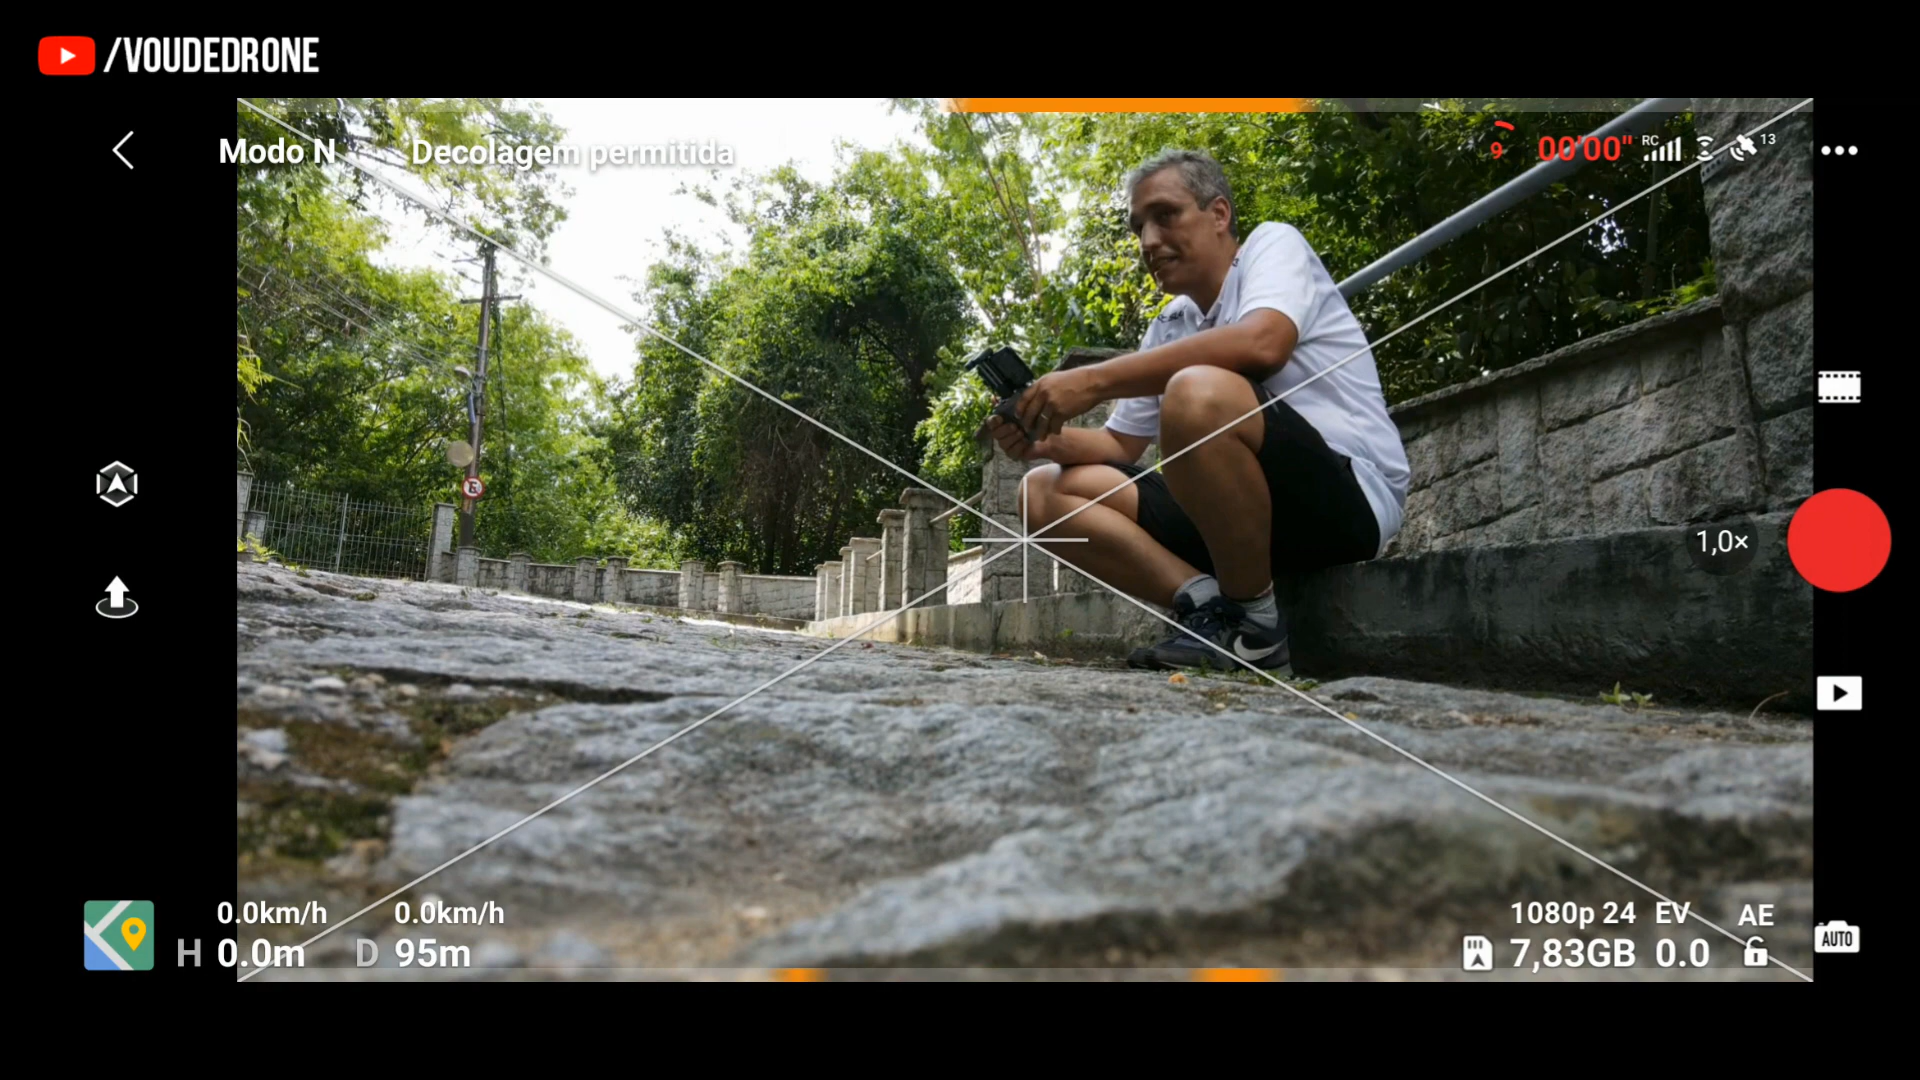 /VOUDEDRONE
Modo N
Decolagem permitida
9
00'00"
RC
13
E
1,0×
0.0km/h
0.0km/h
H 0.0m
D 95m
1080p 24
EV
AE
7,83GB
0.0
AUTO